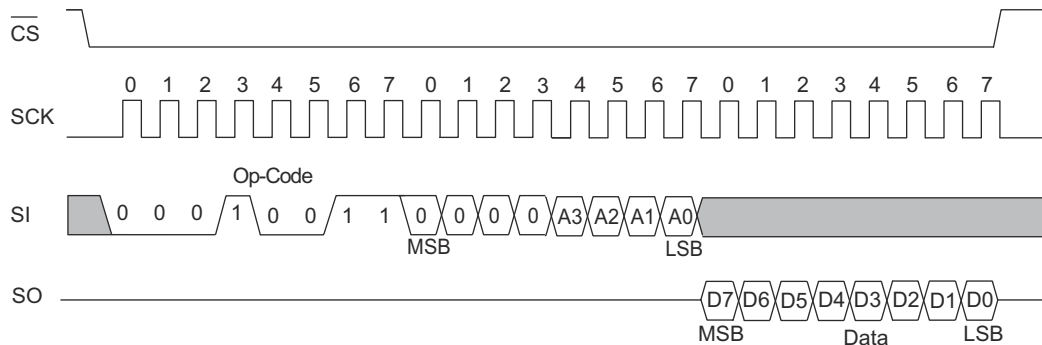 CS
0 1 2 3 4 5 6 7 0 1 2 3 4 5 6 7 0 1 2 3 4 5 6 7
SCK
Op-Code
SI 0 0 0 1 0 0 1 1 0 0 0 0 A3 A2 A1 A0
MSB LSB
SO D7 D6 D5 D4 D3 D2 D1 D0
MSB Data LSB